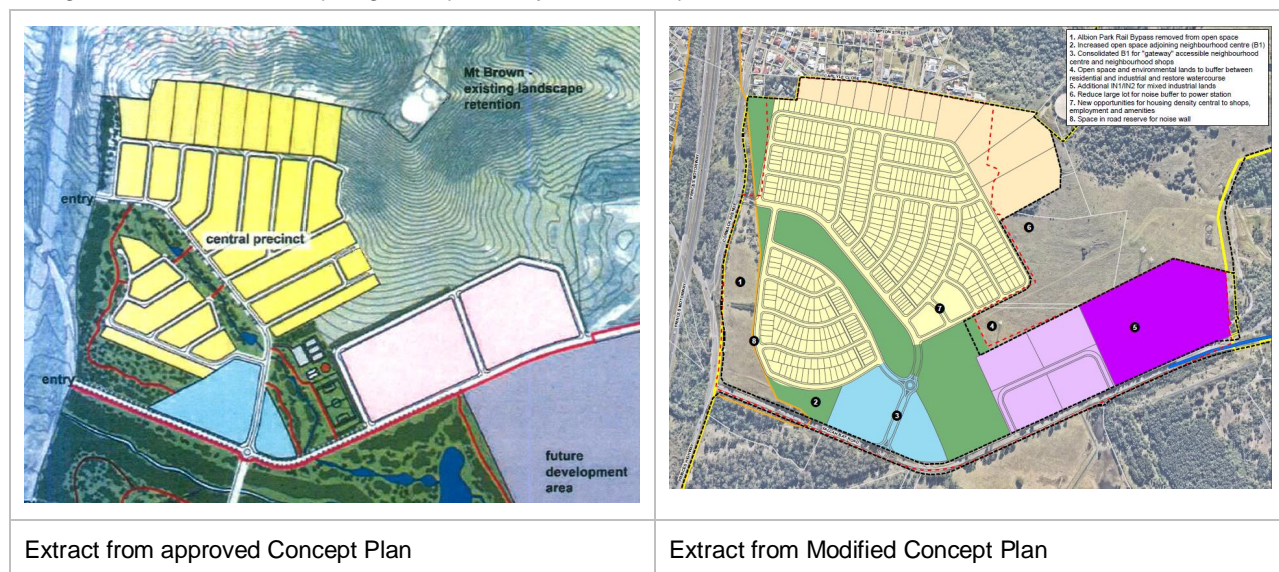 Mt Brown
existing landscape
retention
entry
central precinct
entry
future
development
area
1. Albion Park Rail Bypass removed from open space
2. Increased open space adjoining neighbourhood centre (B1)
3. Consolidated B1 for "gateway" accessible neighbourhood
centre and neighbourhood shops
4. Open space and environmental lands to buffer between
residential and industrial and restore watercourse
5. Additional IN1/IN2 for mixed industrial lands
6. Reduce large lot for noise buffer to power station
7. New opportunities for housing density central to shops,
employment and amenities
8. Space in road reserve for noise wall
6
1
7
4
5
8
2
3
Extract from approved Concept Plan
Extract from Modified Concept Plan